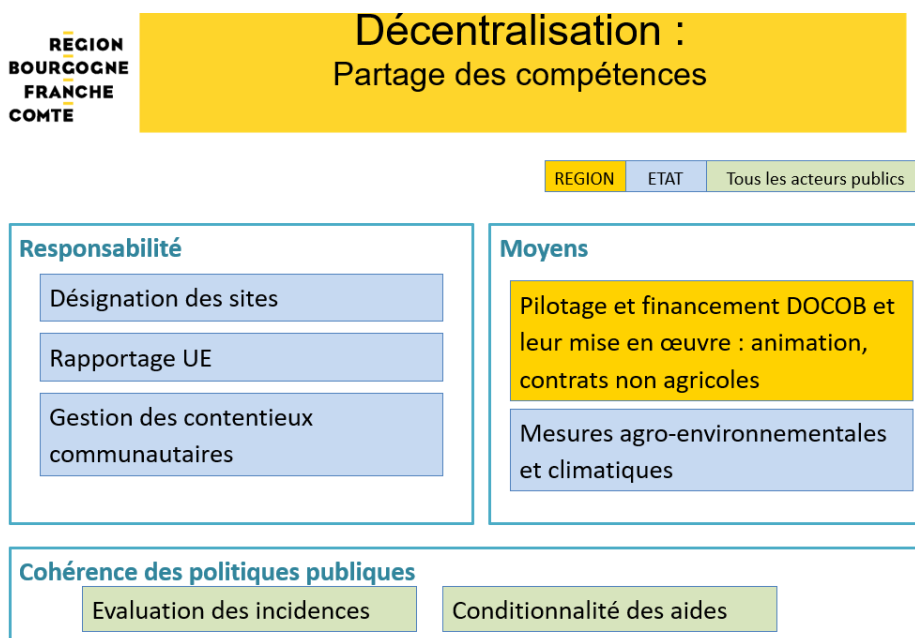 RÉGION
BOURGOGNE
FRANCHE
COMTÉ
Décentralisation :
Partage des compétences
REGION
ETAT
Tous les acteurs publics
Responsabilité
Désignation des sites
Rapportage UE
Gestion des contentieux
communautaires
Moyens
Pilotage et financement DOCOB et
leur mise en œuvre : animation,
contrats non agricoles
Mesures agro-environnementales
et climatiques
Cohérence des politiques publiques
Evaluation des incidences
Conditionnalité des aides